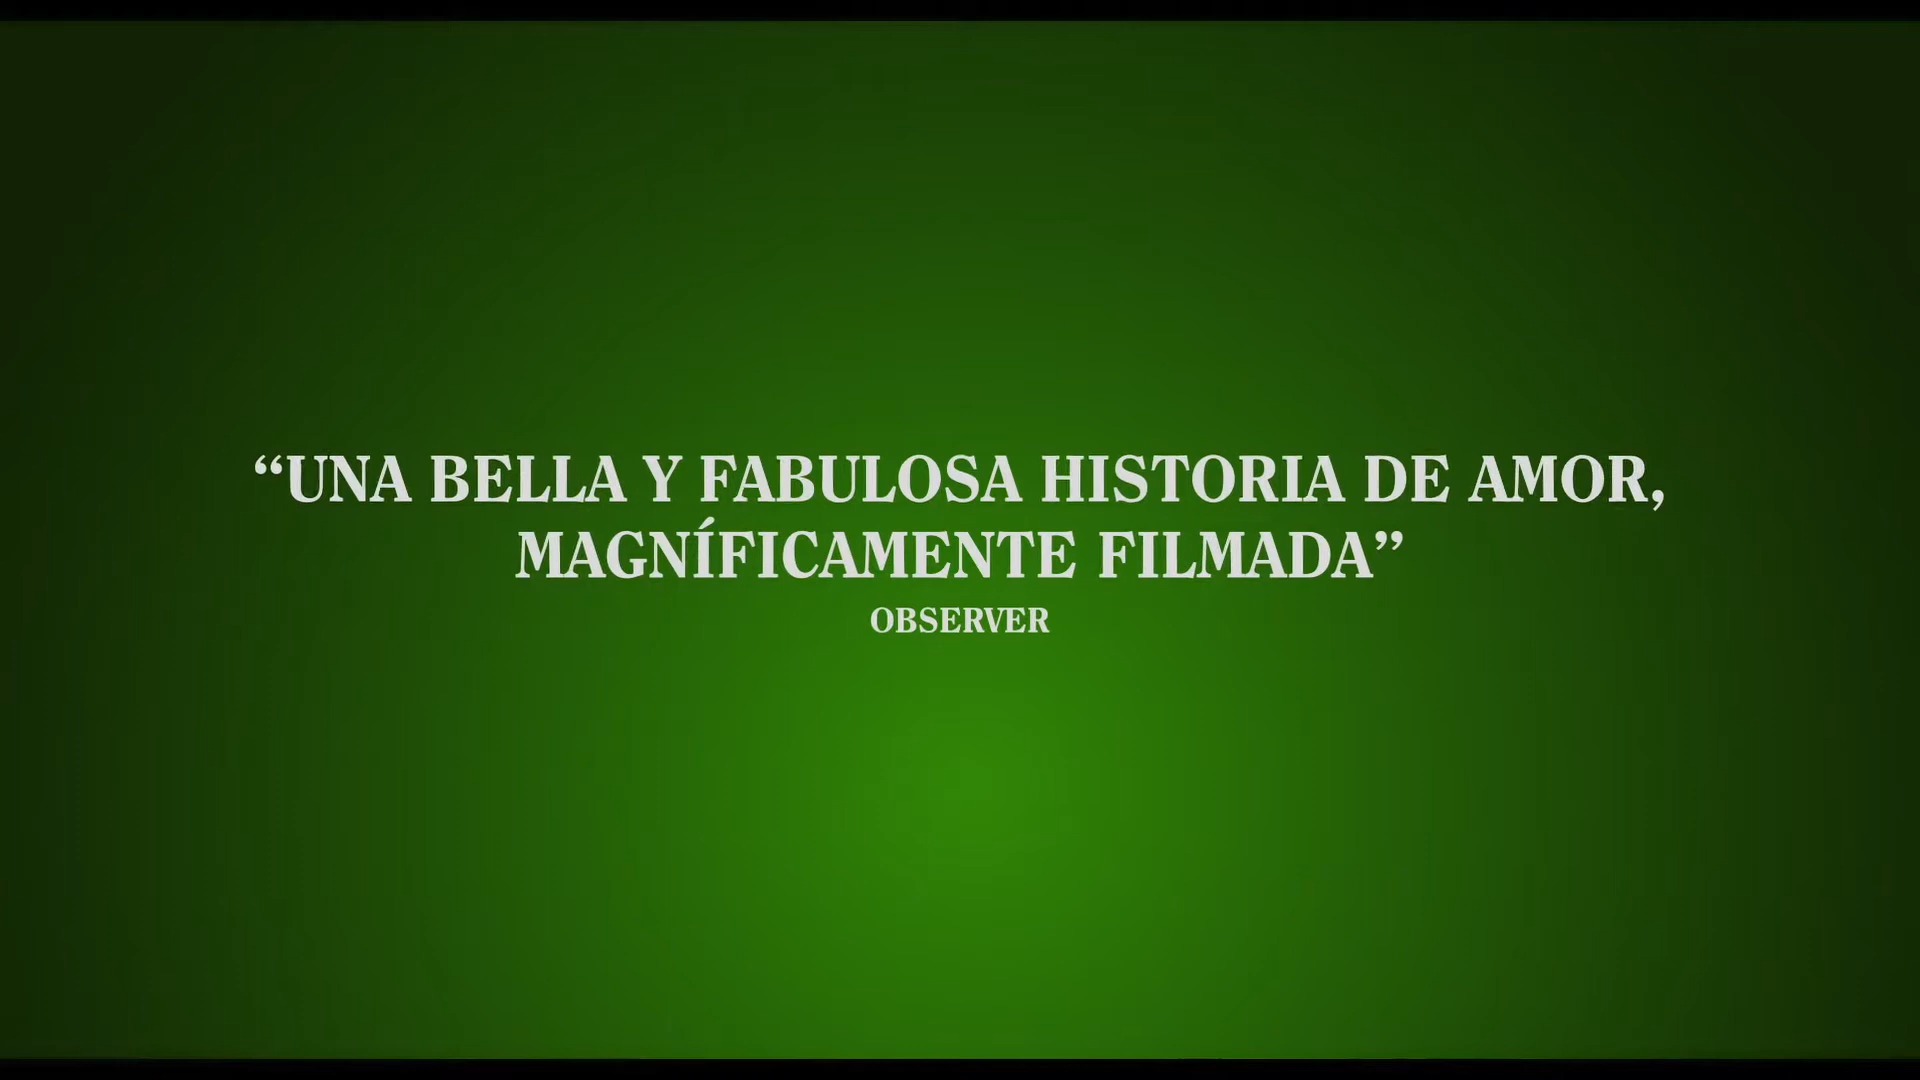 “UNA BELLA Y FABULOSA HISTORIA DE AMOR,
MAGNÍFICAMENTE FILMADA”
OBSERVER